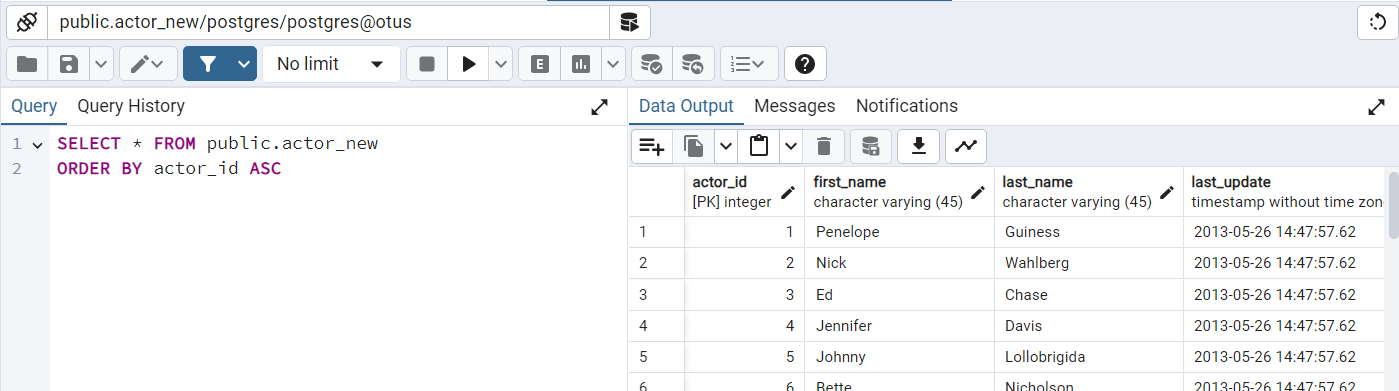 public.actor_new/postgres/postgres@otus
No limit
E
Query Query History
1 SELECT * FROM public.actor_new
2 ORDER BY actor_id ASC
Data Output Messages Notifications
actor_id first_name last_name last_update
[PK] integer character varying (45) character varying (45) timestamp without time zon
1 1 Penelope Guiness 2013-05-26 14:47:57.62
2 2 Nick Wahlberg 2013-05-26 14:47:57.62
3 3 Ed Chase 2013-05-26 14:47:57.62
4 4 Jennifer Davis 2013-05-26 14:47:57.62
5 5 Johnny Lollobrigida 2013-05-26 14:47:57.62
6 6 Bette Nicholson 2013-05-26 14:47:57.62